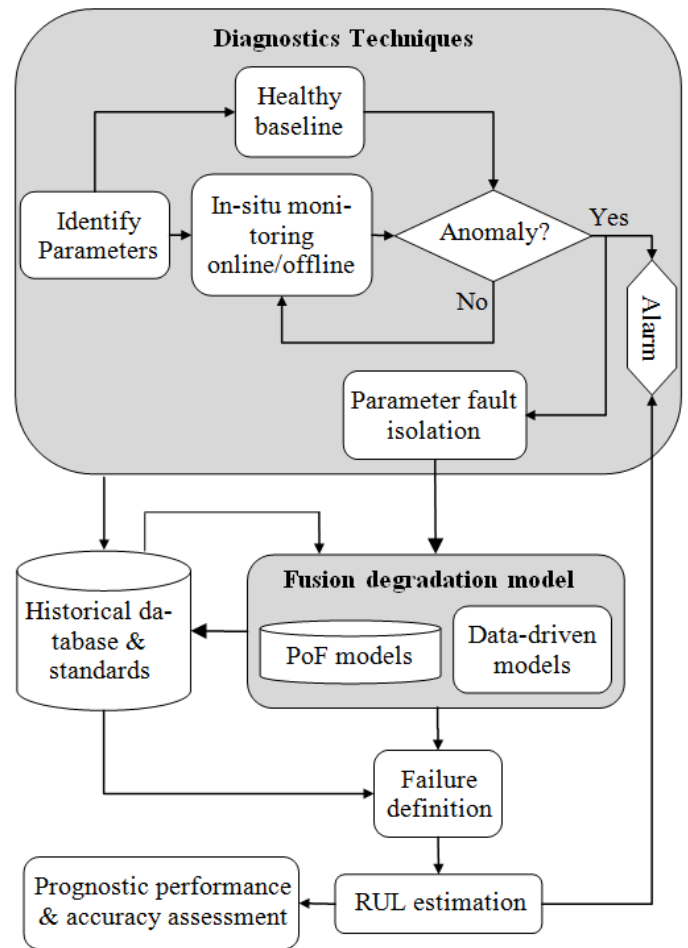 Diagnostics Techniques
Healthy
baseline
Identify
Parameters
In-situ moni-
toring
online/offline
Anomaly?
Yes
No
Alarm
Parameter fault
isolation
Historical da-
tabase &
standards
Fusion degradation model
PoF models
Data-driven
models
Failure
definition
Prognostic performance
& accuracy assessment
RUL estimation